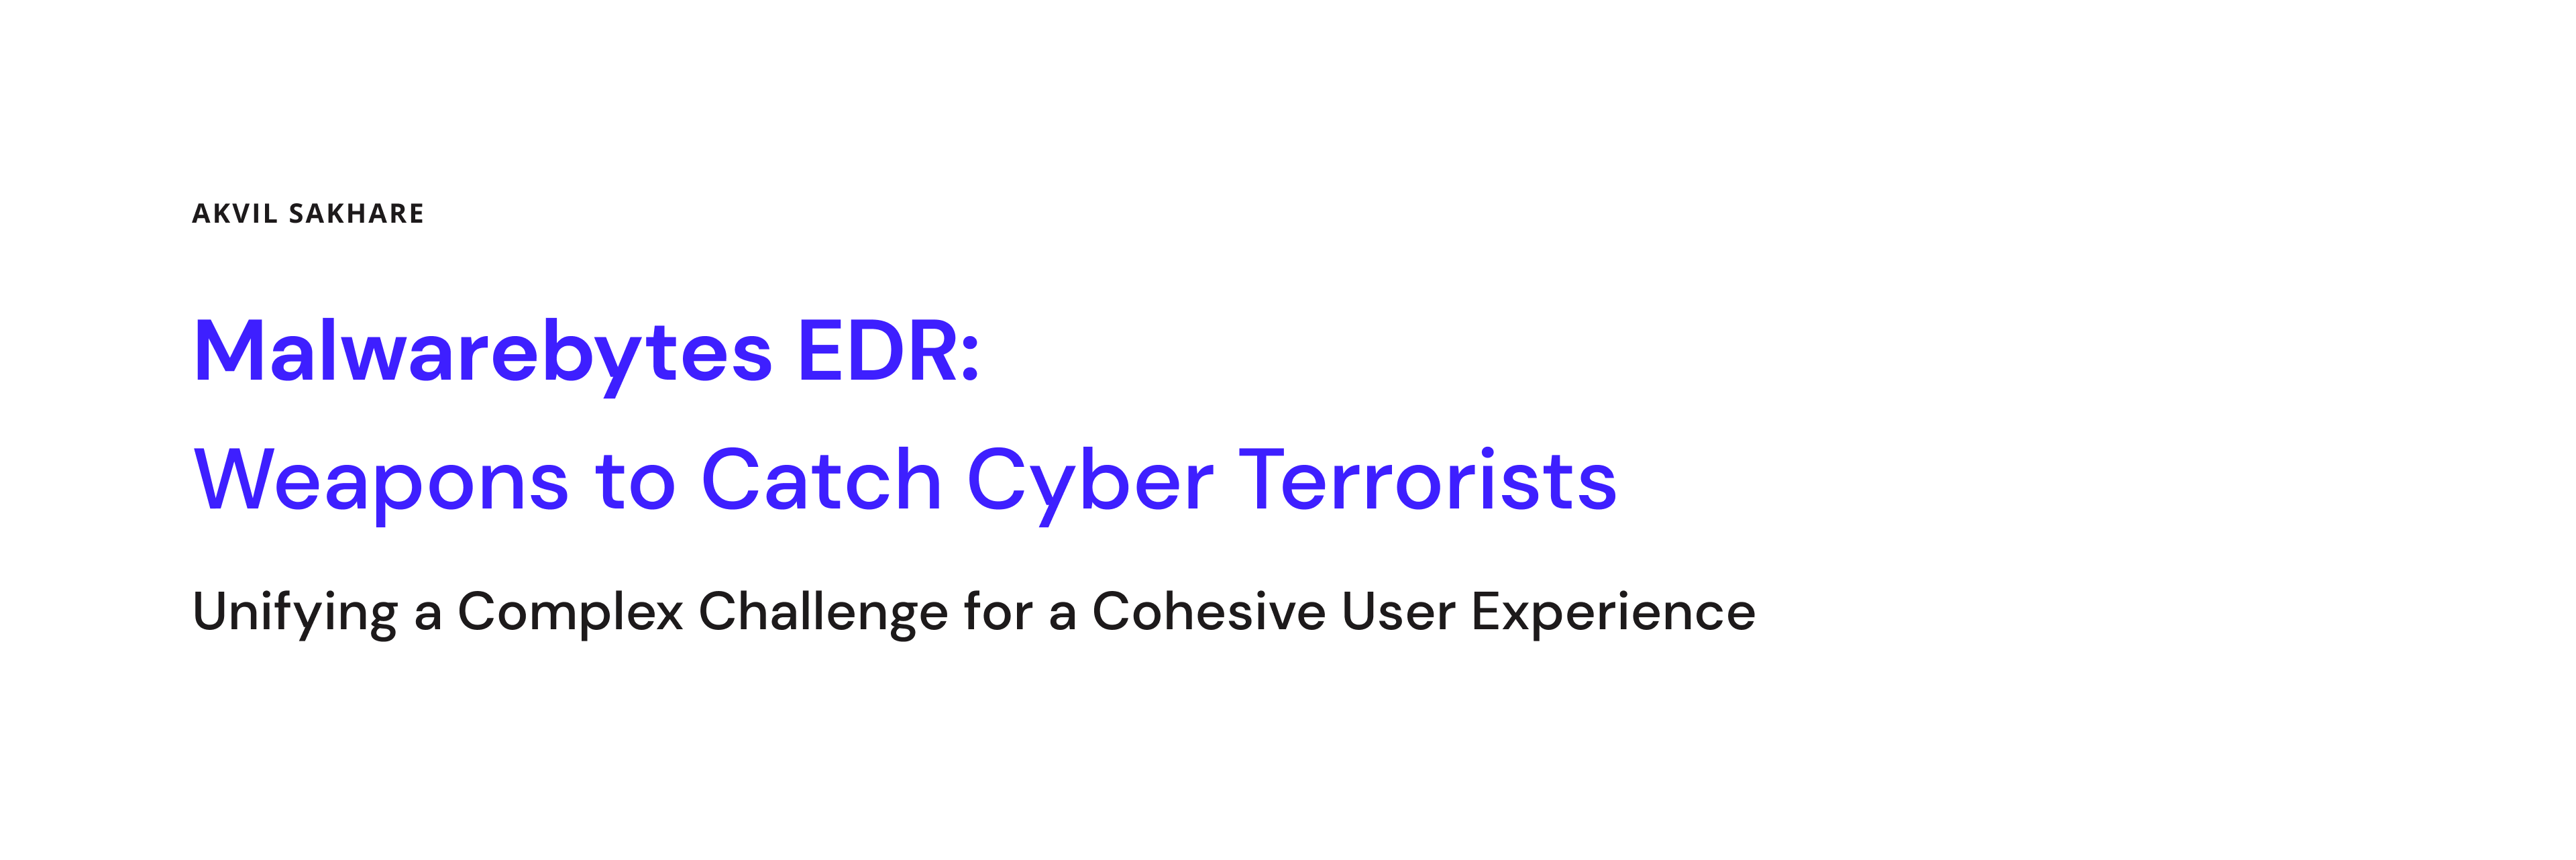 AKVIL SAKHARE
Malwarebytes EDR:
Weapons to Catch Cyber Terrorists
Unifying a Complex Challenge for a Cohesive User Experience